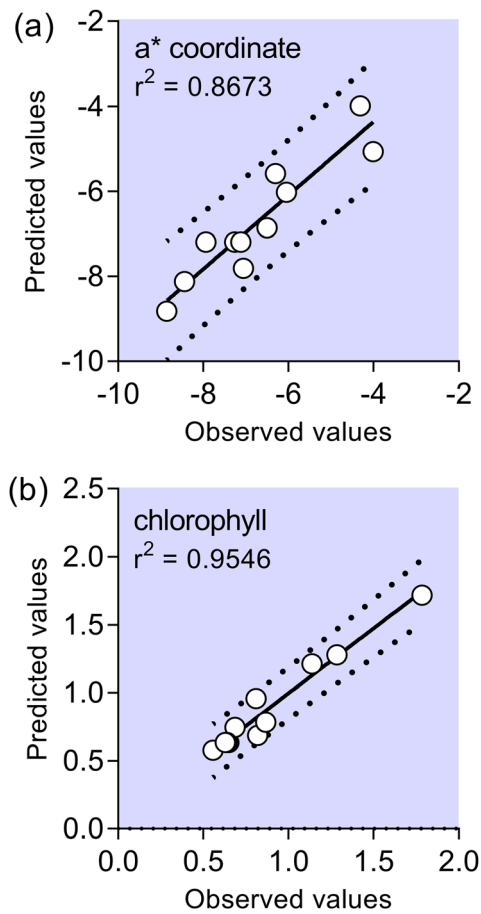 (a)
a* coordinate
r² = 0.8673
Predicted values
-2
-4
-6
-8
-10
-10 -8 -6 -4 -2
Observed values
(b)
chlorophyll
r² = 0.9546
Predicted values
2.5
2.0
1.5
1.0
0.5
0.0
0.0 0.5 1.0 1.5 2.0
Observed values